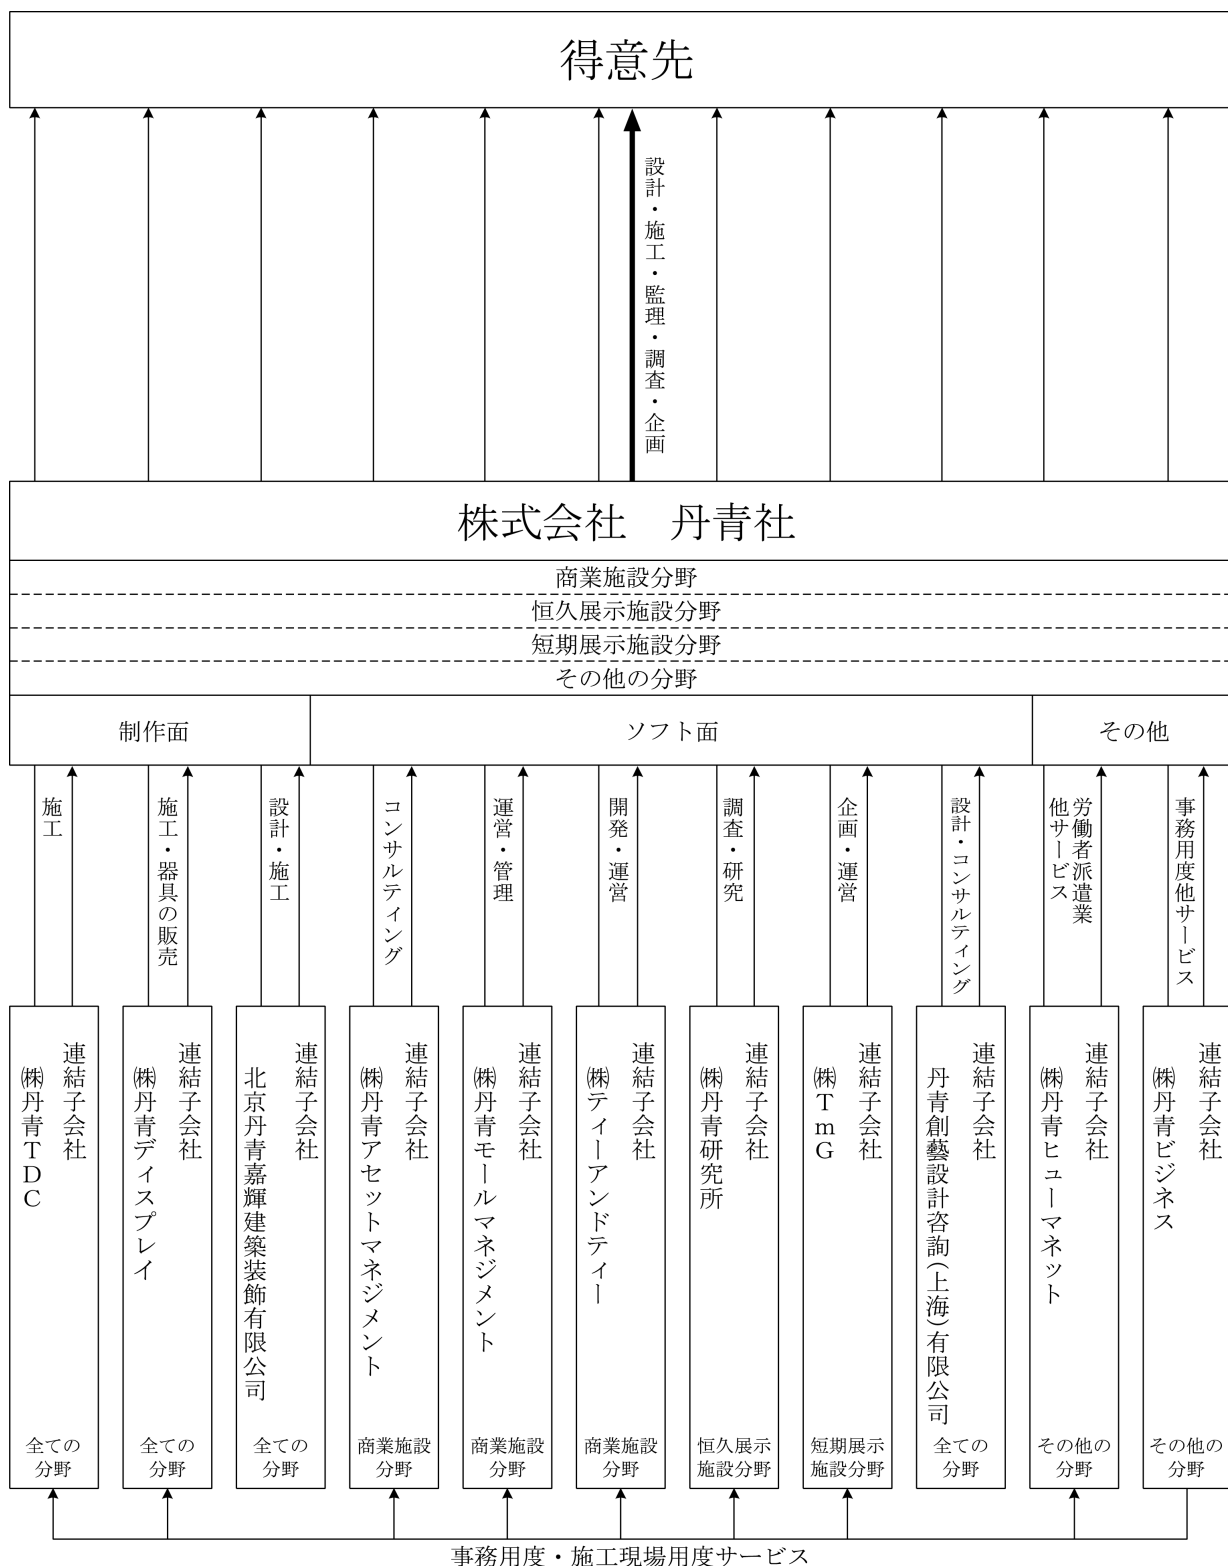 得意先
設計・施工・監理・調査・企画
株式会社　丹青社
商業施設分野
恒久展示施設分野
短期展示施設分野
その他の分野
制作面
ソフト面
その他
施工
施工・器具の販売
設計・施工
コンサルティング
運営・管理
開発・運営
調査・研究
企画・運営
設計・コンサルティング
労働者派遣業
他サービス
事務用度他サービス
連結子会社
㈱丹青TDC
全ての
分野
連結子会社
㈱丹青ディスプレイ
全ての
分野
連結子会社
北京丹青嘉輝建築装飾有限公司
全ての
分野
連結子会社
㈱丹青アセットマネジメント
商業施設
分野
連結子会社
㈱丹青モールマネジメント
商業施設
分野
連結子会社
㈱ティーアンドティー
商業施設
分野
連結子会社
㈱丹青研究所
恒久展示
施設分野
連結子会社
㈱TmG
短期展示
施設分野
連結子会社
丹青創藝設計咨詢(上海)有限公司
全ての
分野
連結子会社
㈱丹青ヒューマネット
その他の
分野
連結子会社
㈱丹青ビジネス
その他の
分野
事務用度・施工現場用度サービス